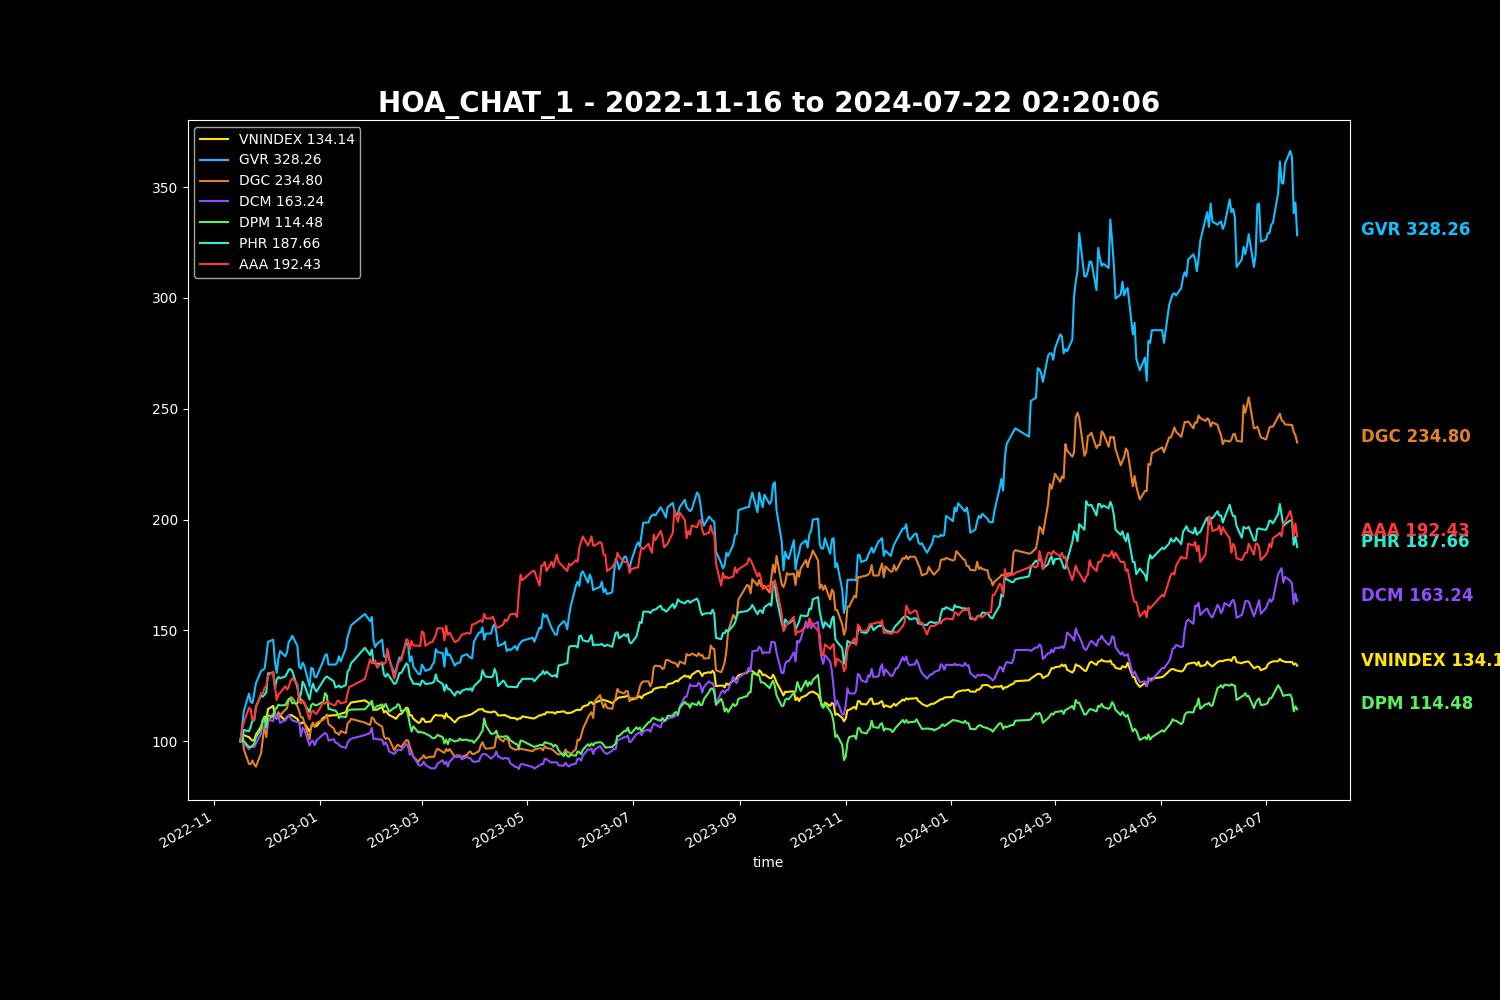 HOA_CHAT_1 - 2022-11-16 to 2024-07-22 02:20:06
VNINDEX 134.14
GVR 328.26
DGC 234.80
DCM 163.24
DPM 114.48
PHR 187.66
AAA 192.43
350
300
250
200
150
100
GVR 328.26
DGC 234.80
AAA 192.43
PHR 187.66
DCM 163.24
VNINDEX 134.1
DPM 114.48
2022-11
2023-01
2023-03
2023-05
2023-07
2023-09
2023-11
2024-01
2024-03
2024-05
2024-07
time